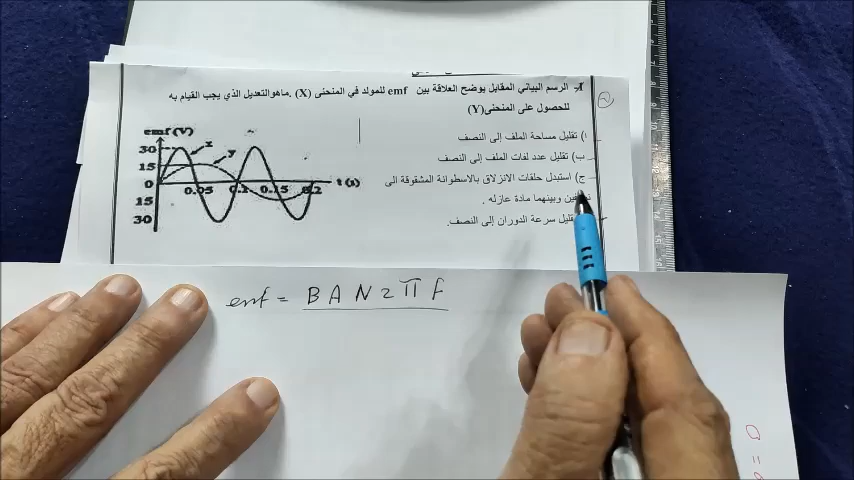 أ- الرسم البياني المقابل يوضح العلاقة بين emf للمولد في المنحنى (X) .ماهوالتعديل الذي يجب القيام به
للحصول على المنحنى(Y)
ا) تقليل مساحة الملف إلى النصف
ب) تقليل عدد لفات الملف إلى النصف
ج) استبدل حلقات الانزلاق بالاسطوانة المشقوقة الى
وبينهما مادة عازله .
تقليل سرعة الدوران إلى النصف.
emf (V)
30
15
0
15
30
x
y
0.05
0.1
0.15
0.2
t (s)
emf = B A N 2 π f